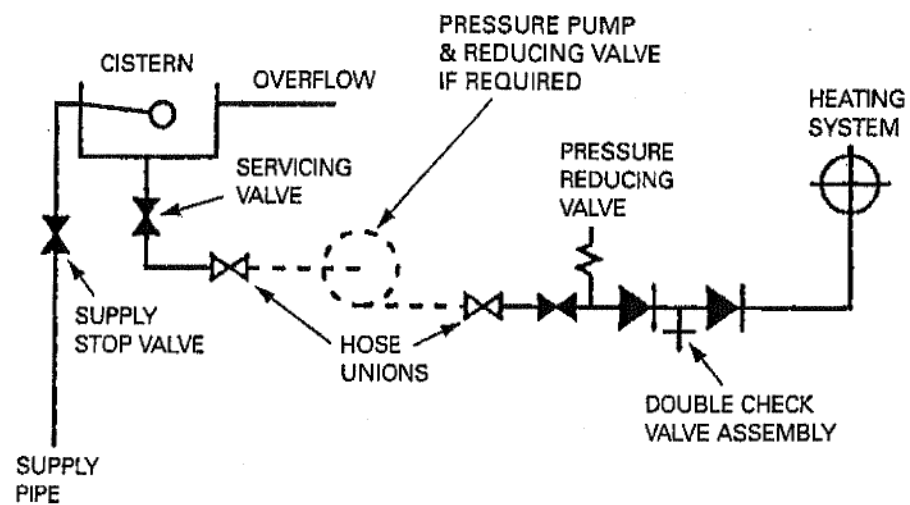 PRESSURE PUMP
& REDUCING VALVE
IF REQUIRED
CISTERN
OVERFLOW
HEATING
SYSTEM
PRESSURE
REDUCING
VALVE
SERVICING
VALVE
SUPPLY
STOP VALVE
HOSE
UNIONS
DOUBLE CHECK
VALVE ASSEMBLY
SUPPLY
PIPE